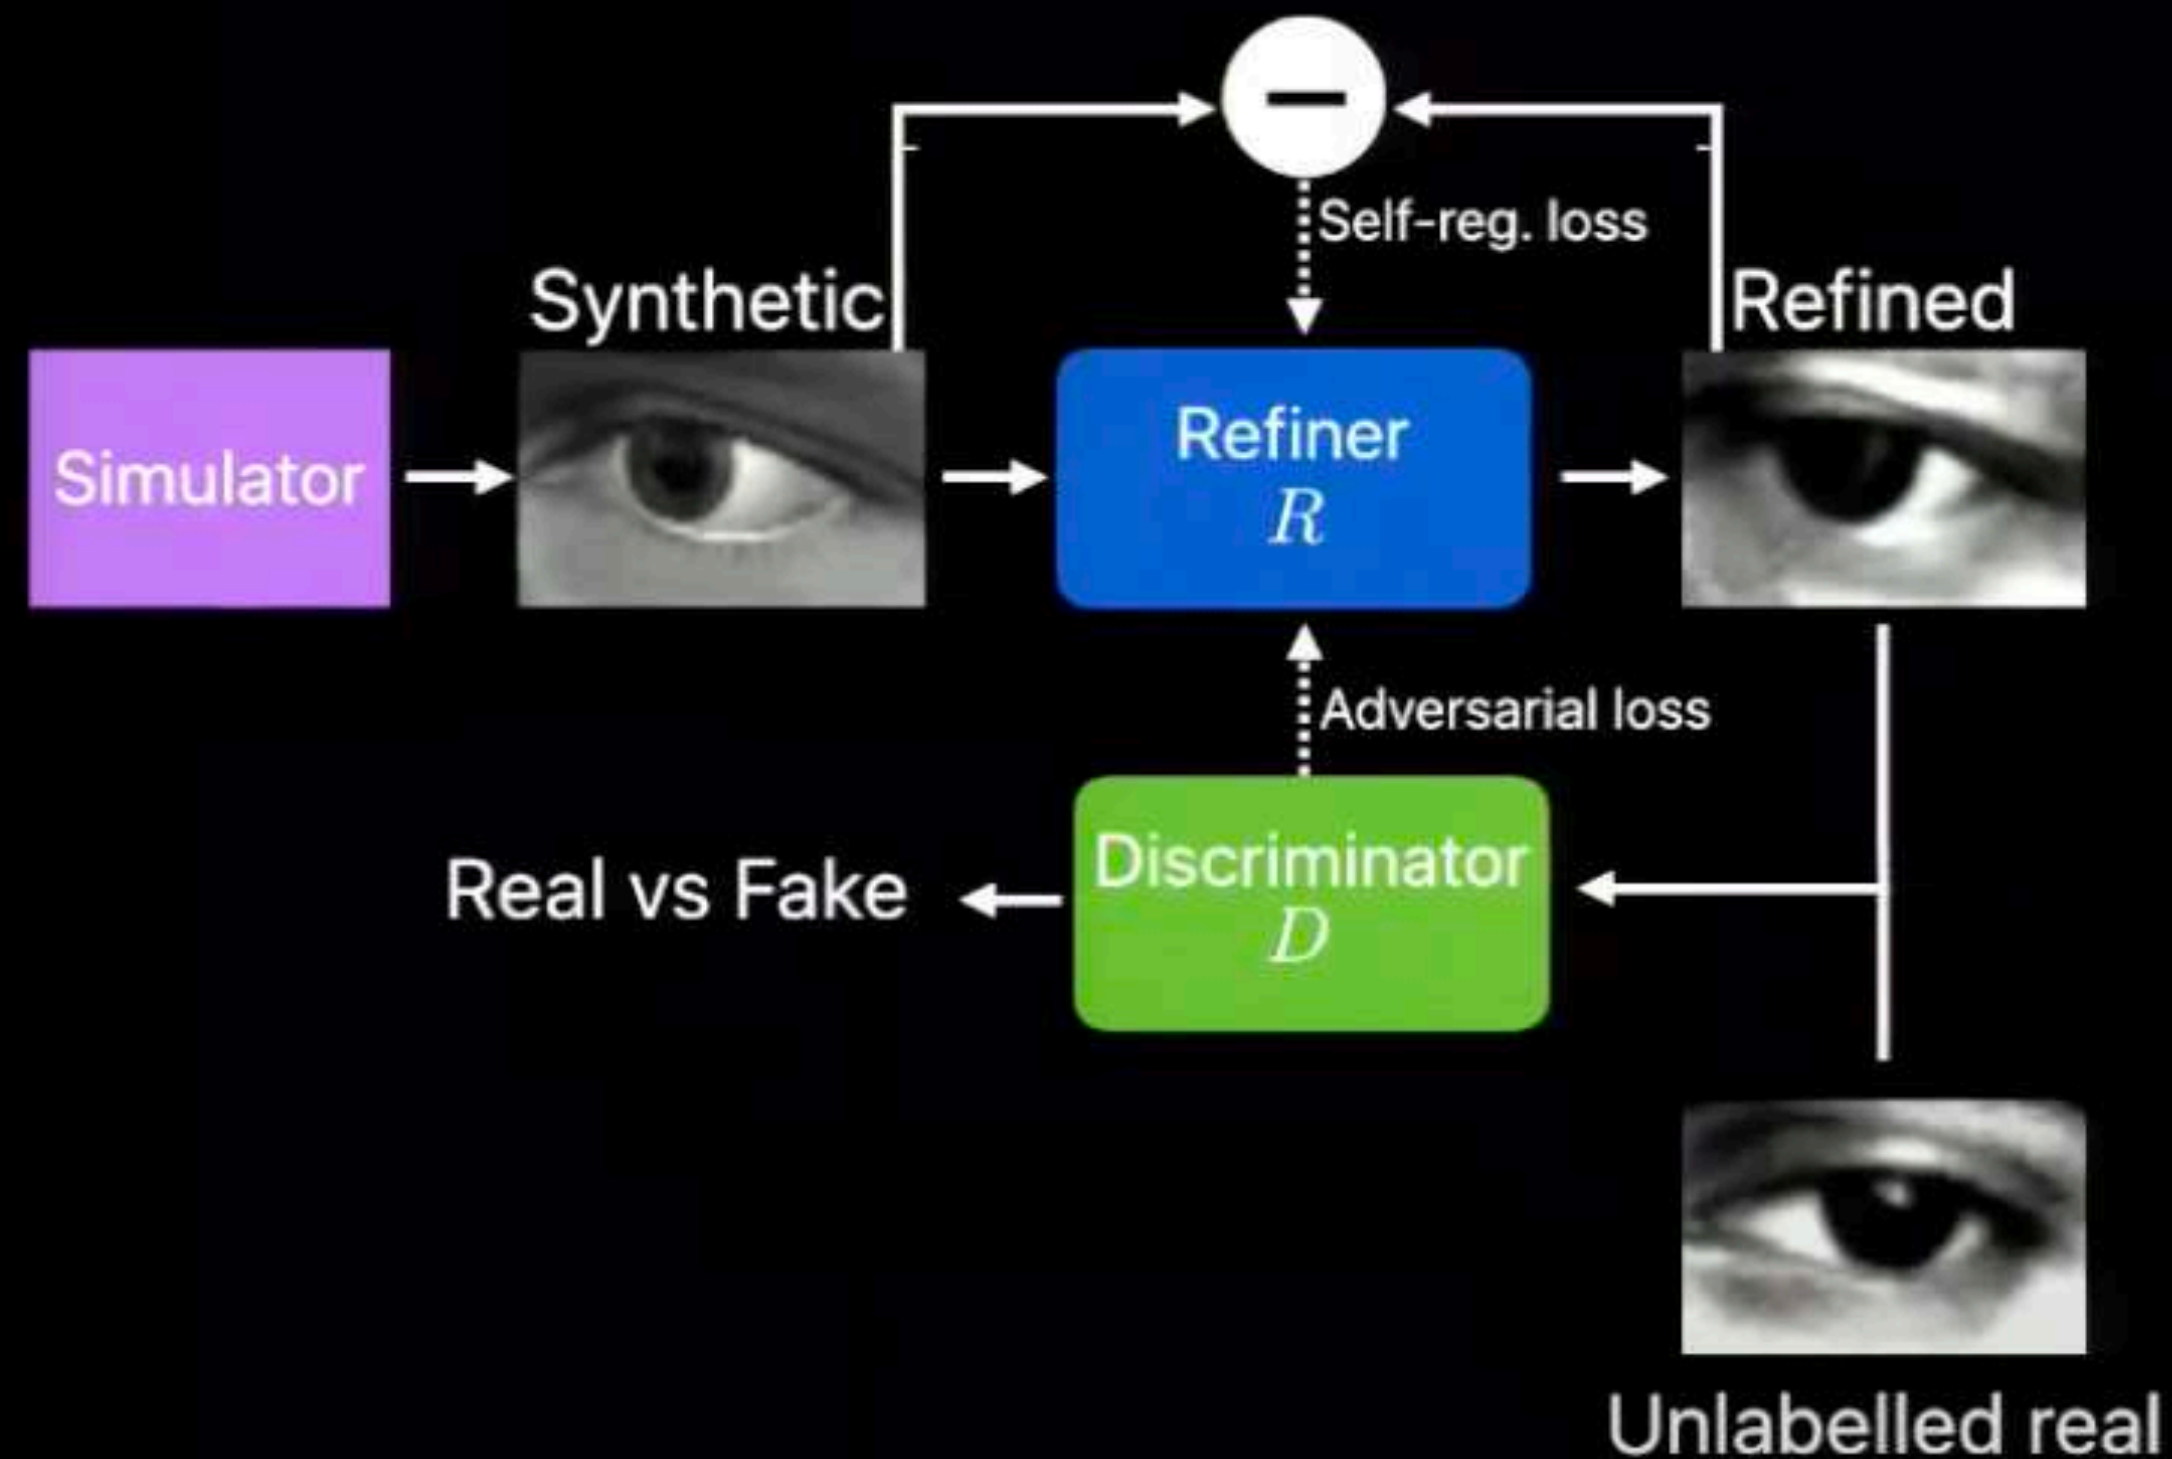 −
Self-reg. loss
Synthetic
Refined
Simulator
Refiner
R
Adversarial loss
Discriminator
D
Real vs Fake
Unlabelled real